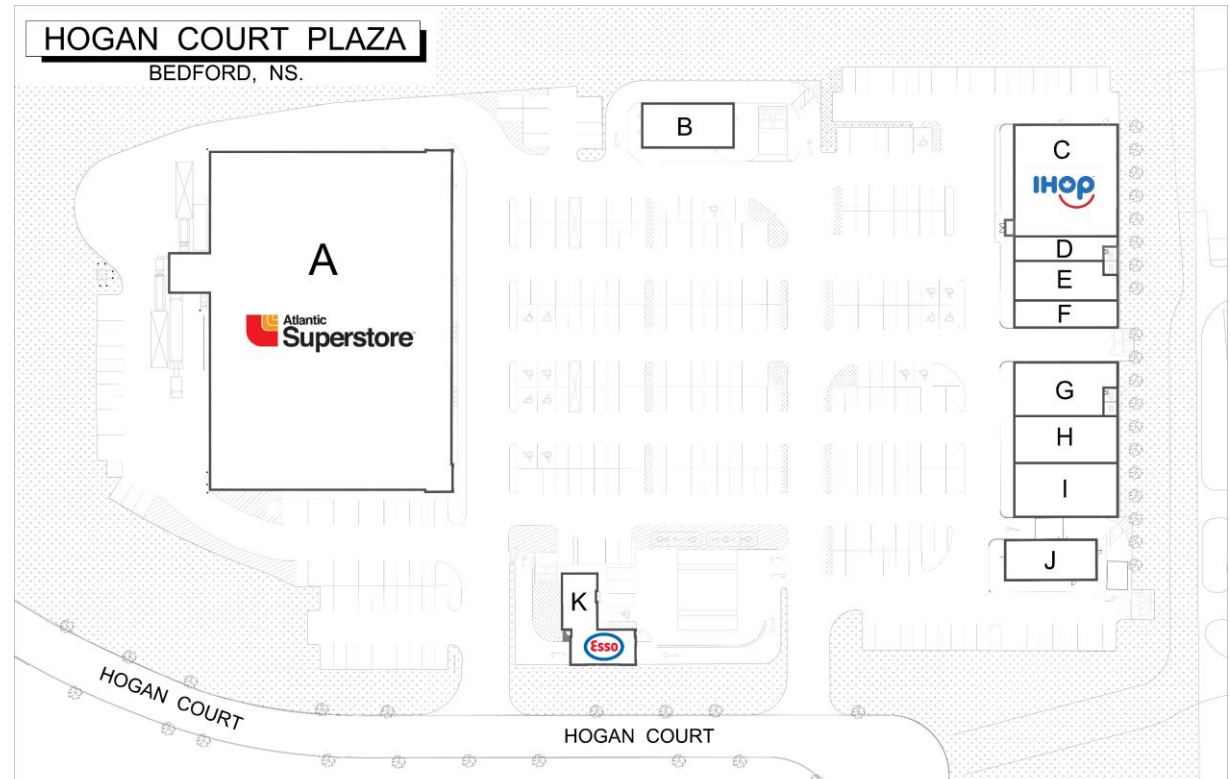 HOGAN COURT PLAZA
BEDFORD, NS.
B
C
IHOP
D
E
F
A
Atlantic
Superstore
G
H
I
J
K
Esso
HOGAN COURT
HOGAN COURT